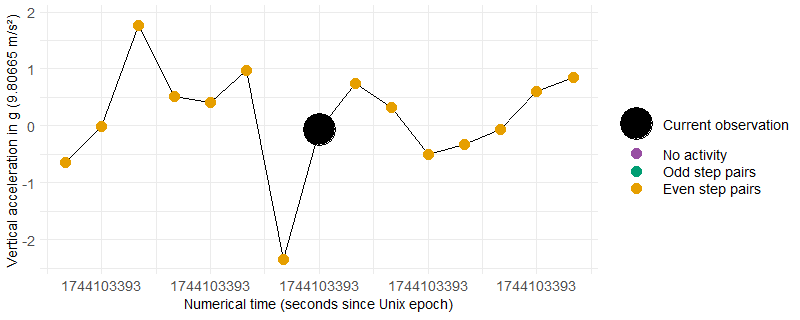 Vertical acceleration in g (9.80665 m/s²)
2
1
0
-1
-2
1744103393 1744103393 1744103393 1744103393 1744103393
Numerical time (seconds since Unix epoch)
Current observation
No activity
Odd step pairs
Even step pairs